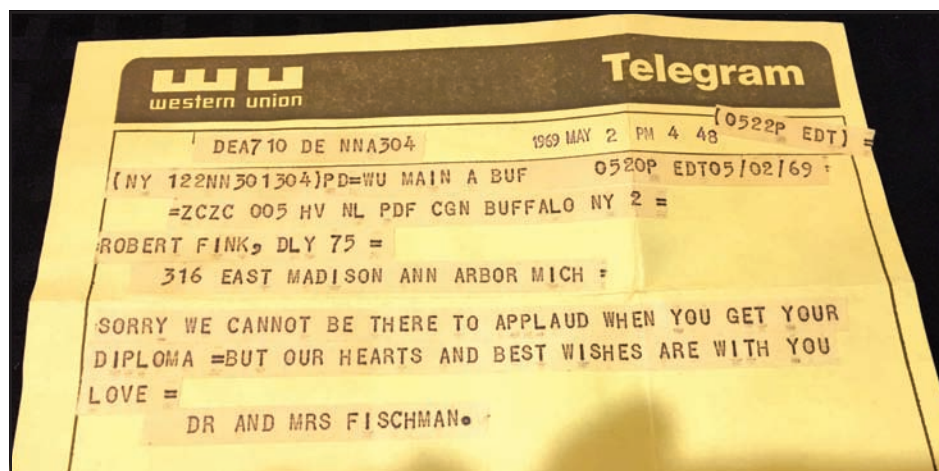 WU
western union
Telegram
DEA710 DE NNA304 1969 MAY 2 PM 4 48 (0522P EDT) =
(NY 122NN301304)PD=WU MAIN A BUF 0520P EDT05/02/69 =
=ZCZC 005 HV NL PDF CGN BUFFALO NY 2 =
ROBERT FINK, DLY 75 =
316 EAST MADISON ANN ARBOR MICH =
SORRY WE CANNOT BE THERE TO APPLAUD WHEN YOU GET YOUR
DIPLOMA =BUT OUR HEARTS AND BEST WISHES ARE WITH YOU
LOVE =
DR AND MRS FISCHMAN.